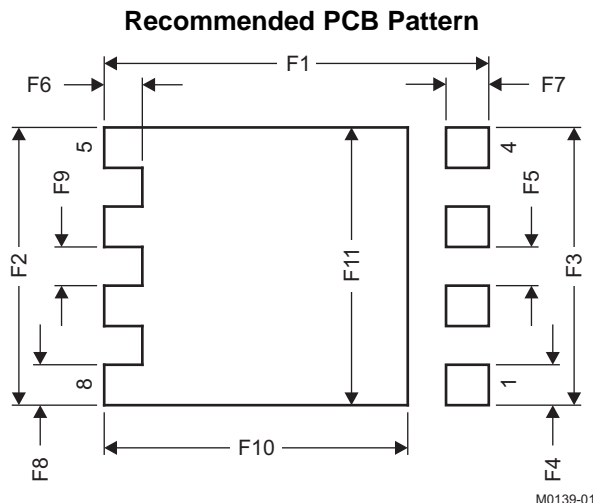 Recommended PCB Pattern
F1
F6
F7
5
4
F9
F5
F2
F11
F3
8
1
F10
F8
F4
M0139-01